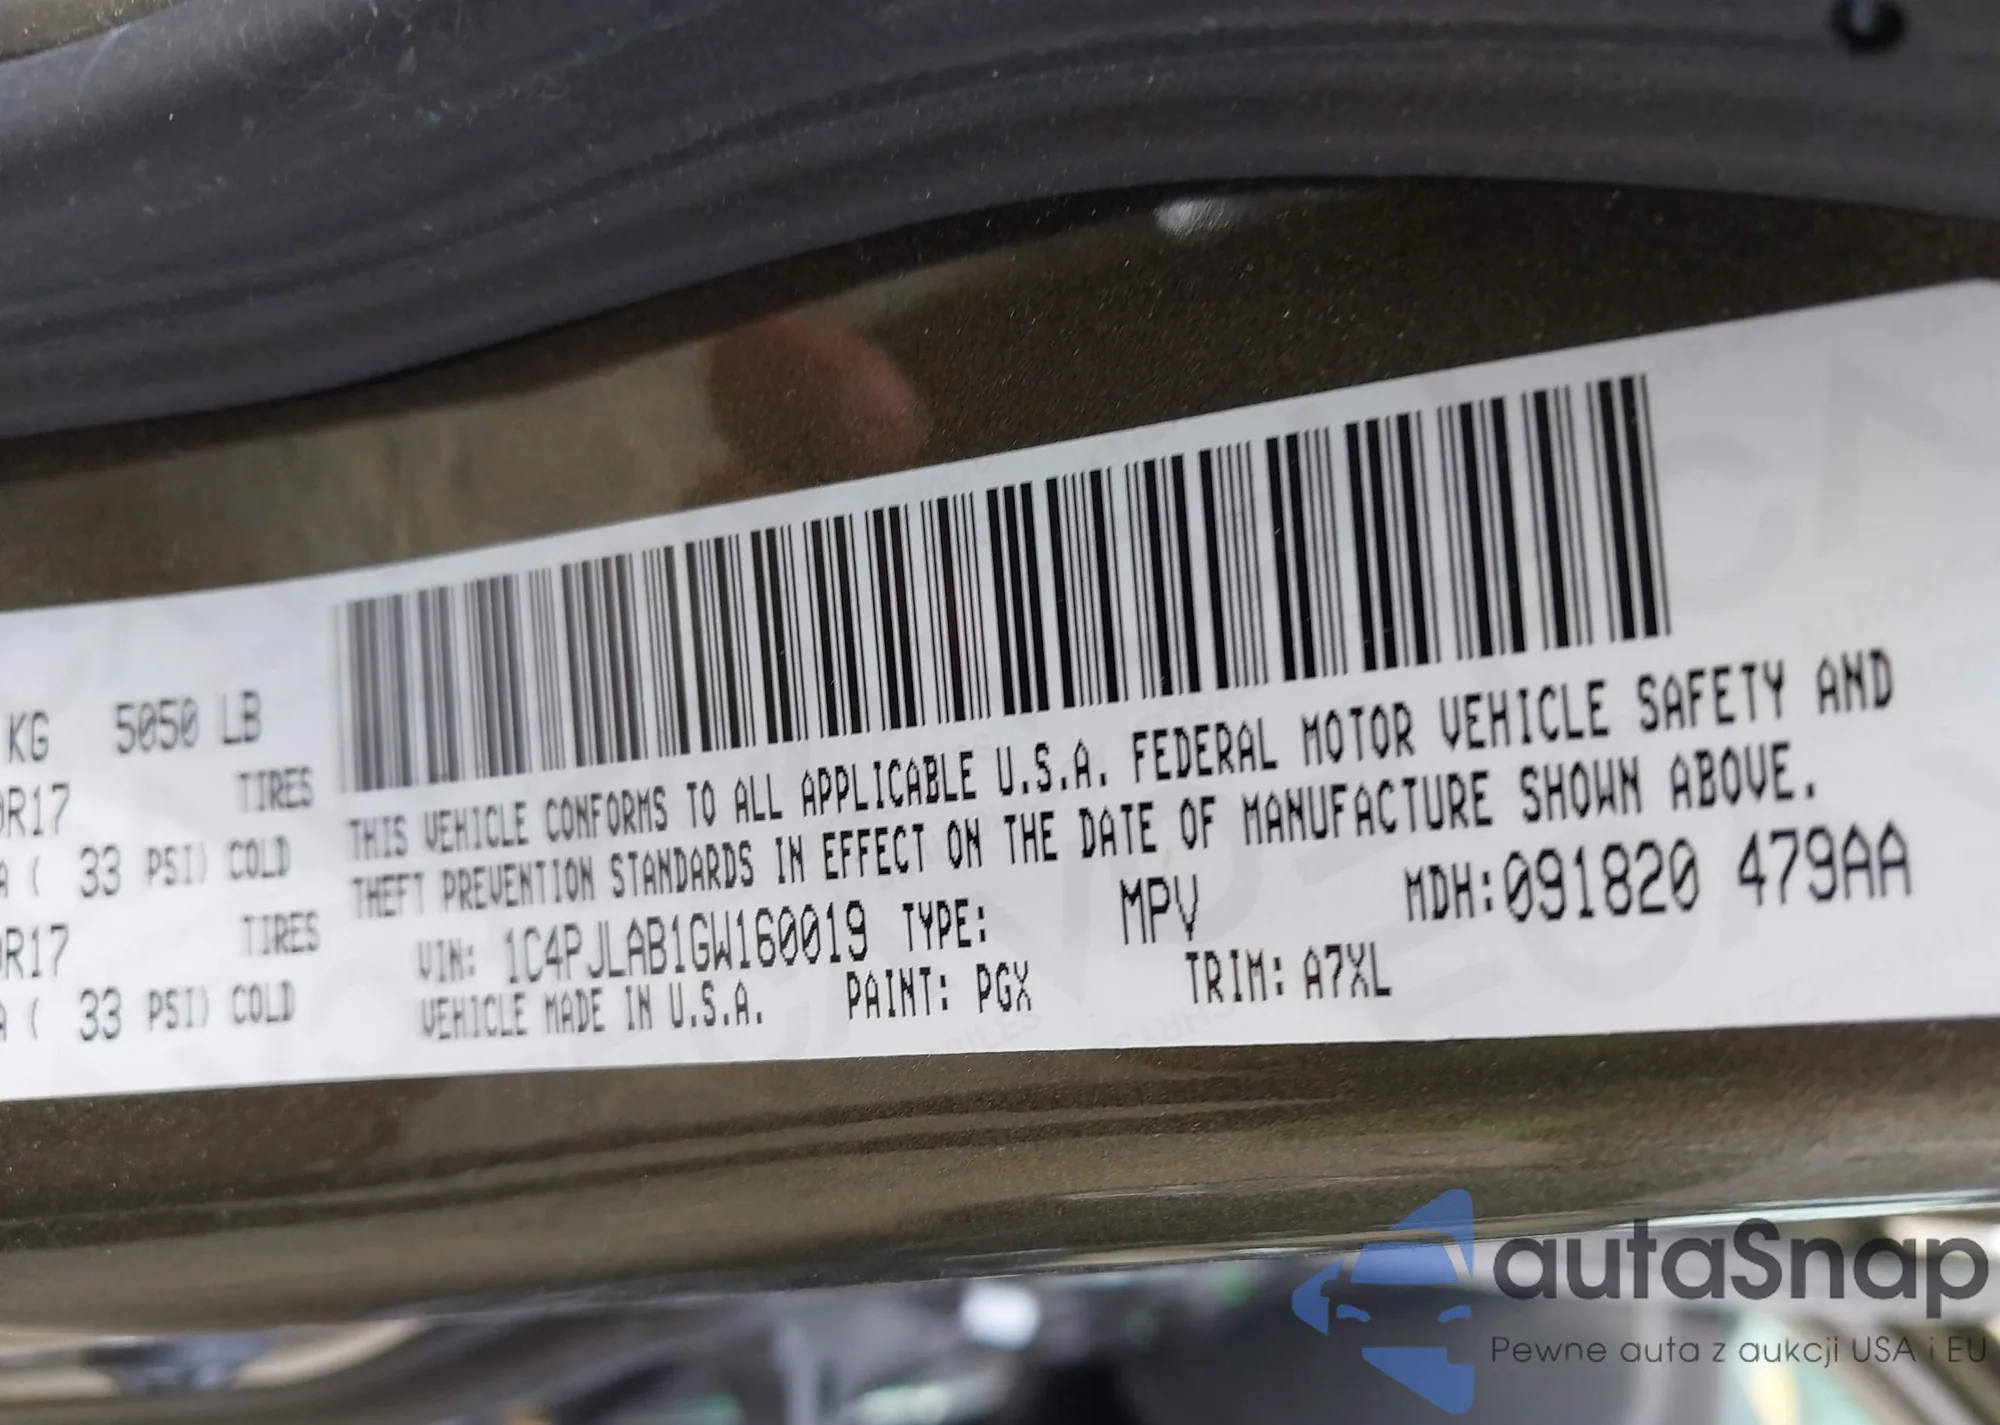 KG 5050 LB
R17 TIRES
( 33 PSI) COLD
R17 TIRES
( 33 PSI) COLD
THIS VEHICLE CONFORMS TO ALL APPLICABLE U.S.A. FEDERAL MOTOR VEHICLE SAFETY AND
THEFT PREVENTION STANDARDS IN EFFECT ON THE DATE OF MANUFACTURE SHOWN ABOVE.
VIN: 1C4PJLAB1GW160019 TYPE: MPV MDH:091820 479AA
VEHICLE MADE IN U.S.A. PAINT: PGX TRIM: A7XL
autaSnap
Pewne auta z aukcji USA i EU